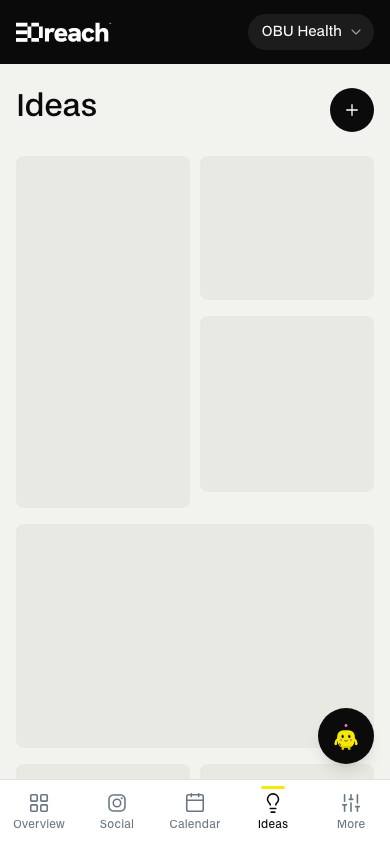 reach
OBU Health
Ideas
Overview
Social
Calendar
Ideas
More